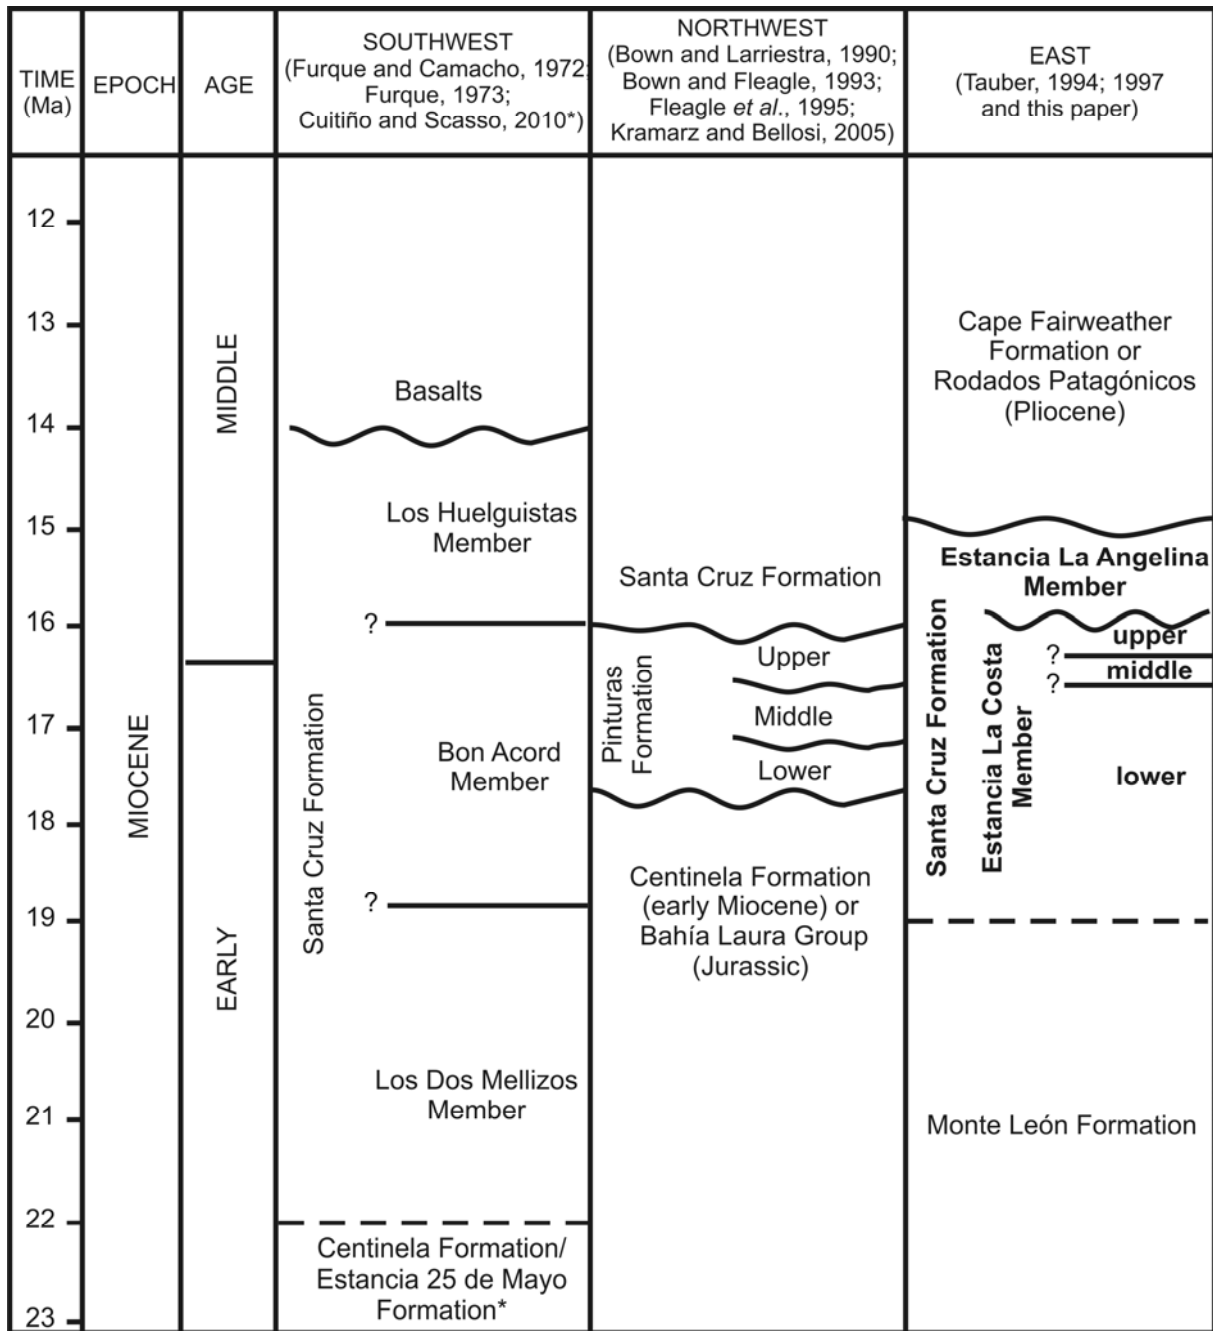 TIME
(Ma)
EPOCH
AGE
SOUTHWEST
(Furque and Camacho, 1972;
Furque, 1973;
Cuitiño and Scasso, 2010*)
NORTHWEST
(Bown and Larriestra, 1990;
Bown and Fleagle, 1993;
Fleagle et al., 1995;
Kramarz and Bellosi, 2005)
EAST
(Tauber, 1994; 1997
and this paper)
12
13
14
15
16
17
18
19
20
21
22
23
MIOCENE
MIDDLE
EARLY
Basalts
Los Huelguistas
Member
?
Santa Cruz Formation
Bon Acord
Member
?
Los Dos Mellizos
Member
Centinela Formation/
Estancia 25 de Mayo
Formation*
Santa Cruz Formation
Pinturas
Formation
Upper
Middle
Lower
Centinela Formation
(early Miocene) or
Bahía Laura Group
(Jurassic)
Cape Fairweather
Formation or
Rodados Patagónicos
(Pliocene)
Estancia La Angelina
Member
Santa Cruz Formation
Estancia La Costa
Member
upper
?
middle
?
lower
Monte León Formation